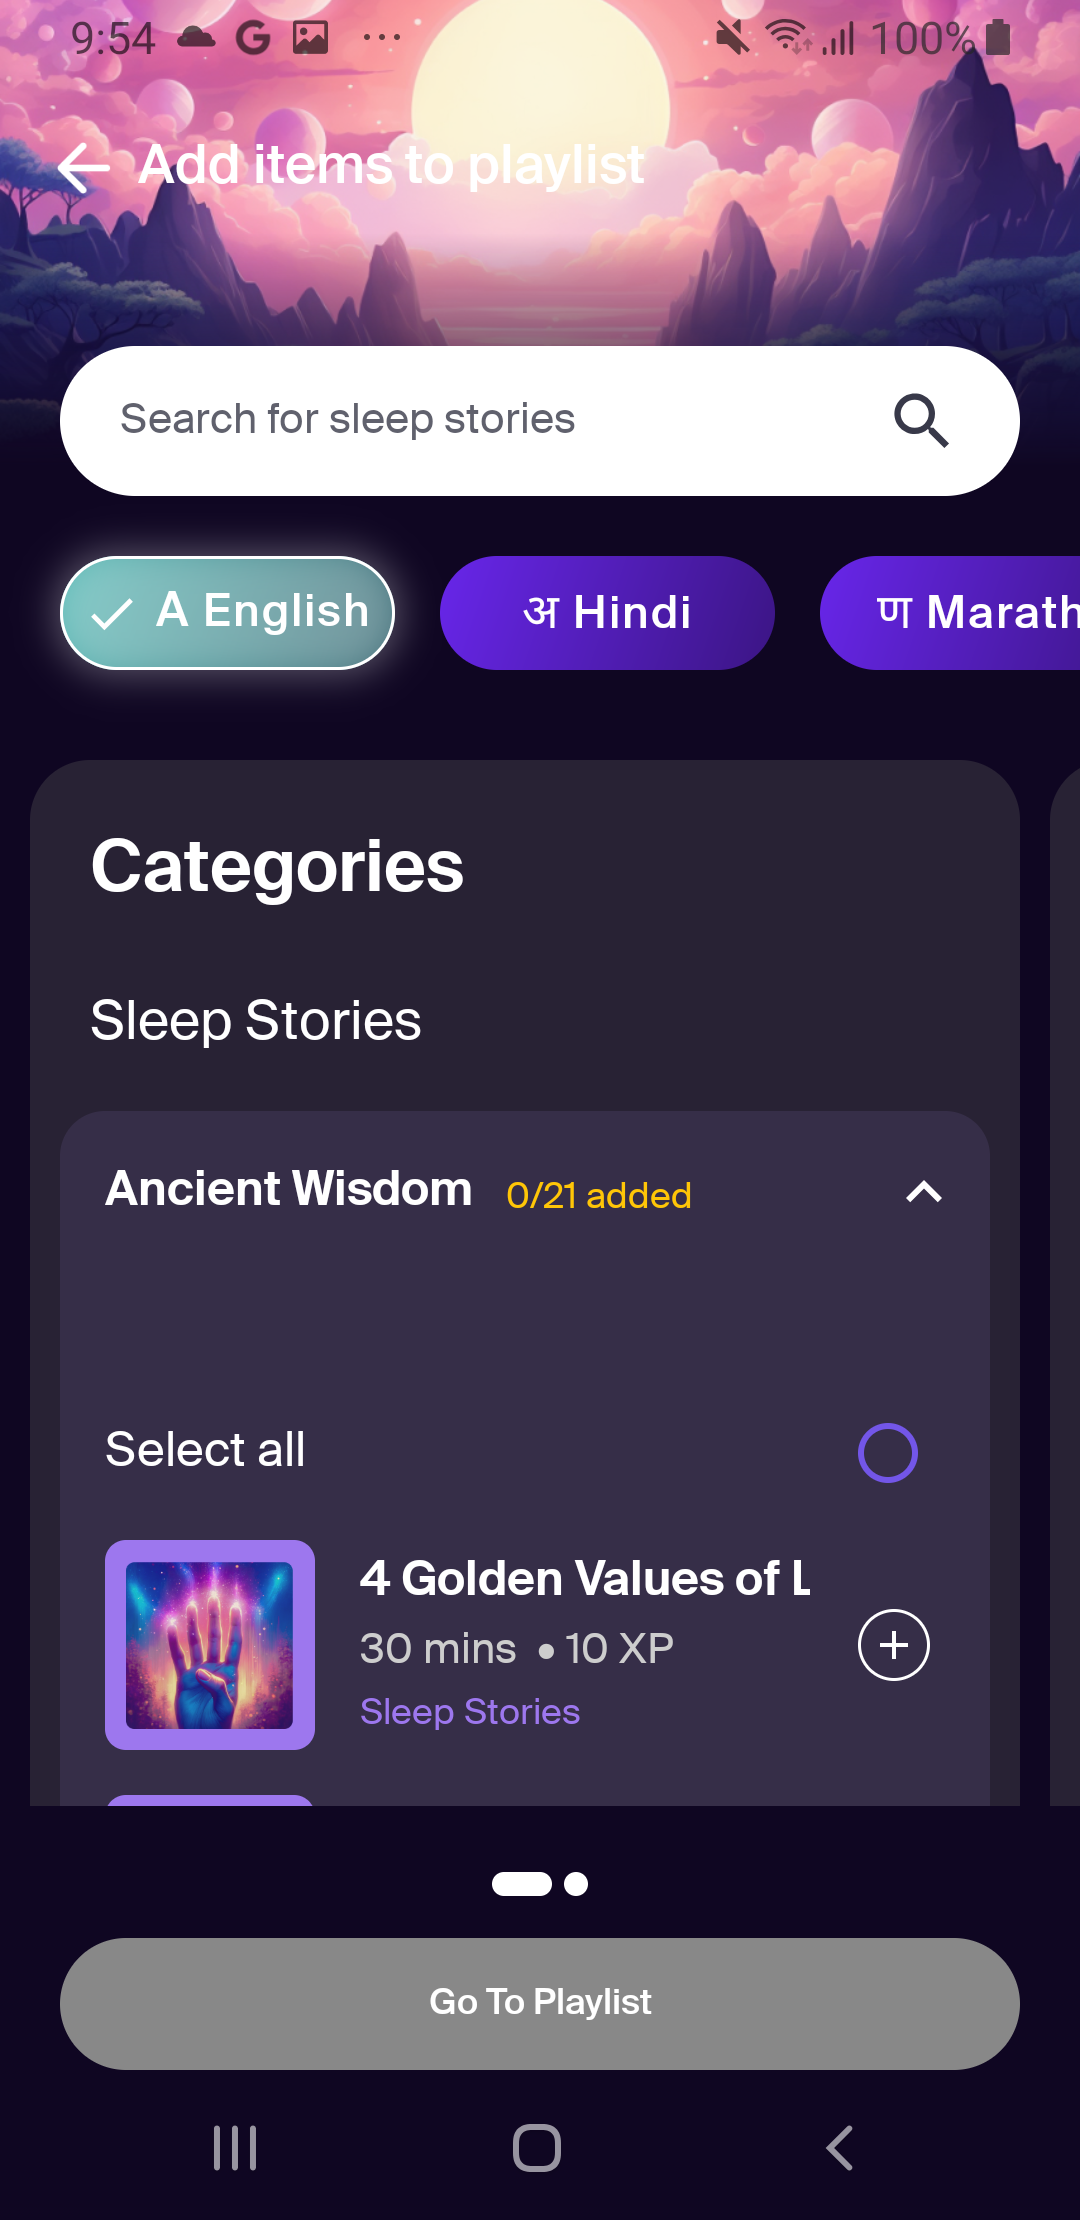 9:54 G 100%
Add items to playlist
Search for sleep stories
A English
अ Hindi
ण Marath
Categories
Sleep Stories
Ancient Wisdom 0/21 added
Select all
4 Golden Values of L
30 mins • 10 XP
Sleep Stories
Go To Playlist